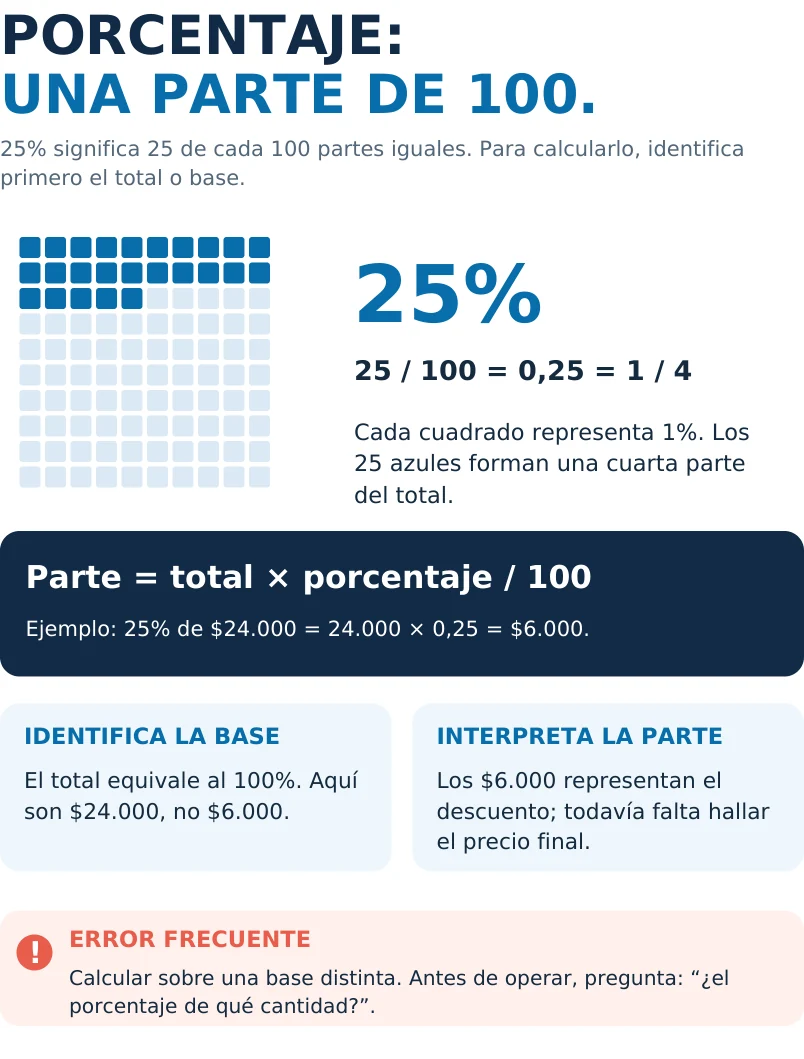 PORCENTAJE:
UNA PARTE DE 100.
25% significa 25 de cada 100 partes iguales. Para calcularlo, identifica
primero el total o base.
25%
25 / 100 = 0,25 = 1 / 4
Cada cuadrado representa 1%. Los
25 azules forman una cuarta parte
del total.
Parte = total × porcentaje / 100
Ejemplo: 25% de $24.000 = 24.000 × 0,25 = $6.000.
IDENTIFICA LA BASE
El total equivale al 100%. Aquí
son $24.000, no $6.000.
INTERPRETA LA PARTE
Los $6.000 representan el
descuento; todavía falta hallar
el precio final.
!
ERROR FRECUENTE
Calcular sobre una base distinta. Antes de operar, pregunta: “¿el
porcentaje de qué cantidad?”.